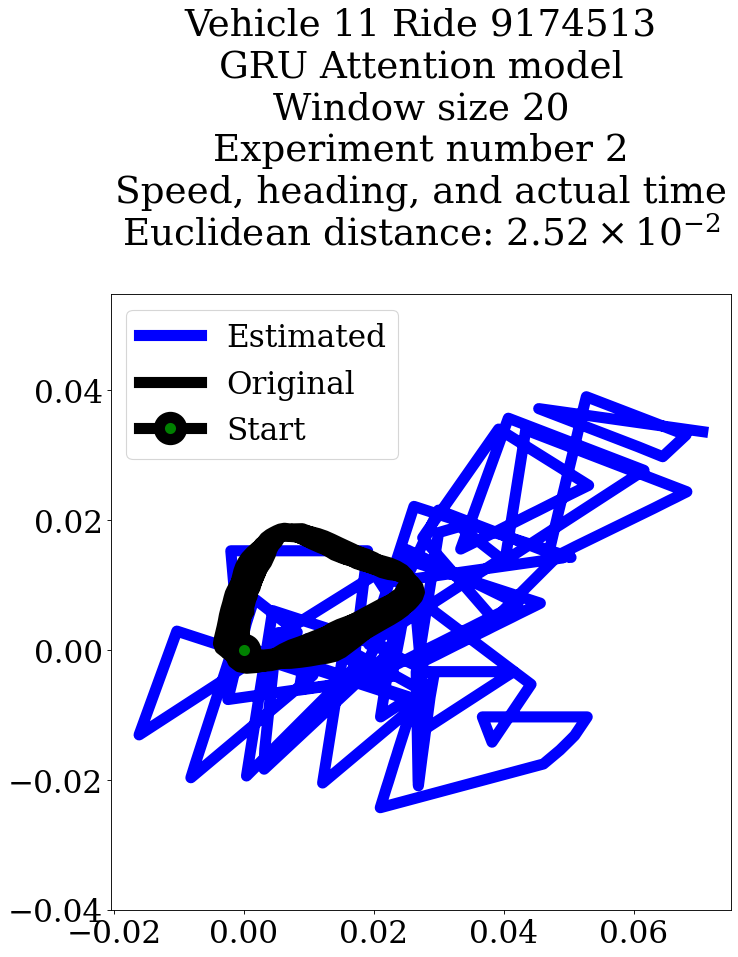 Vehicle 11 Ride 9174513
GRU Attention model
Window size 20
Experiment number 2
Speed, heading, and actual time
Euclidean distance: 2.52 × 10⁻²
Estimated
Original
Start
0.04
0.02
0.00
−0.02
−0.04
−0.02 0.00 0.02 0.04 0.06